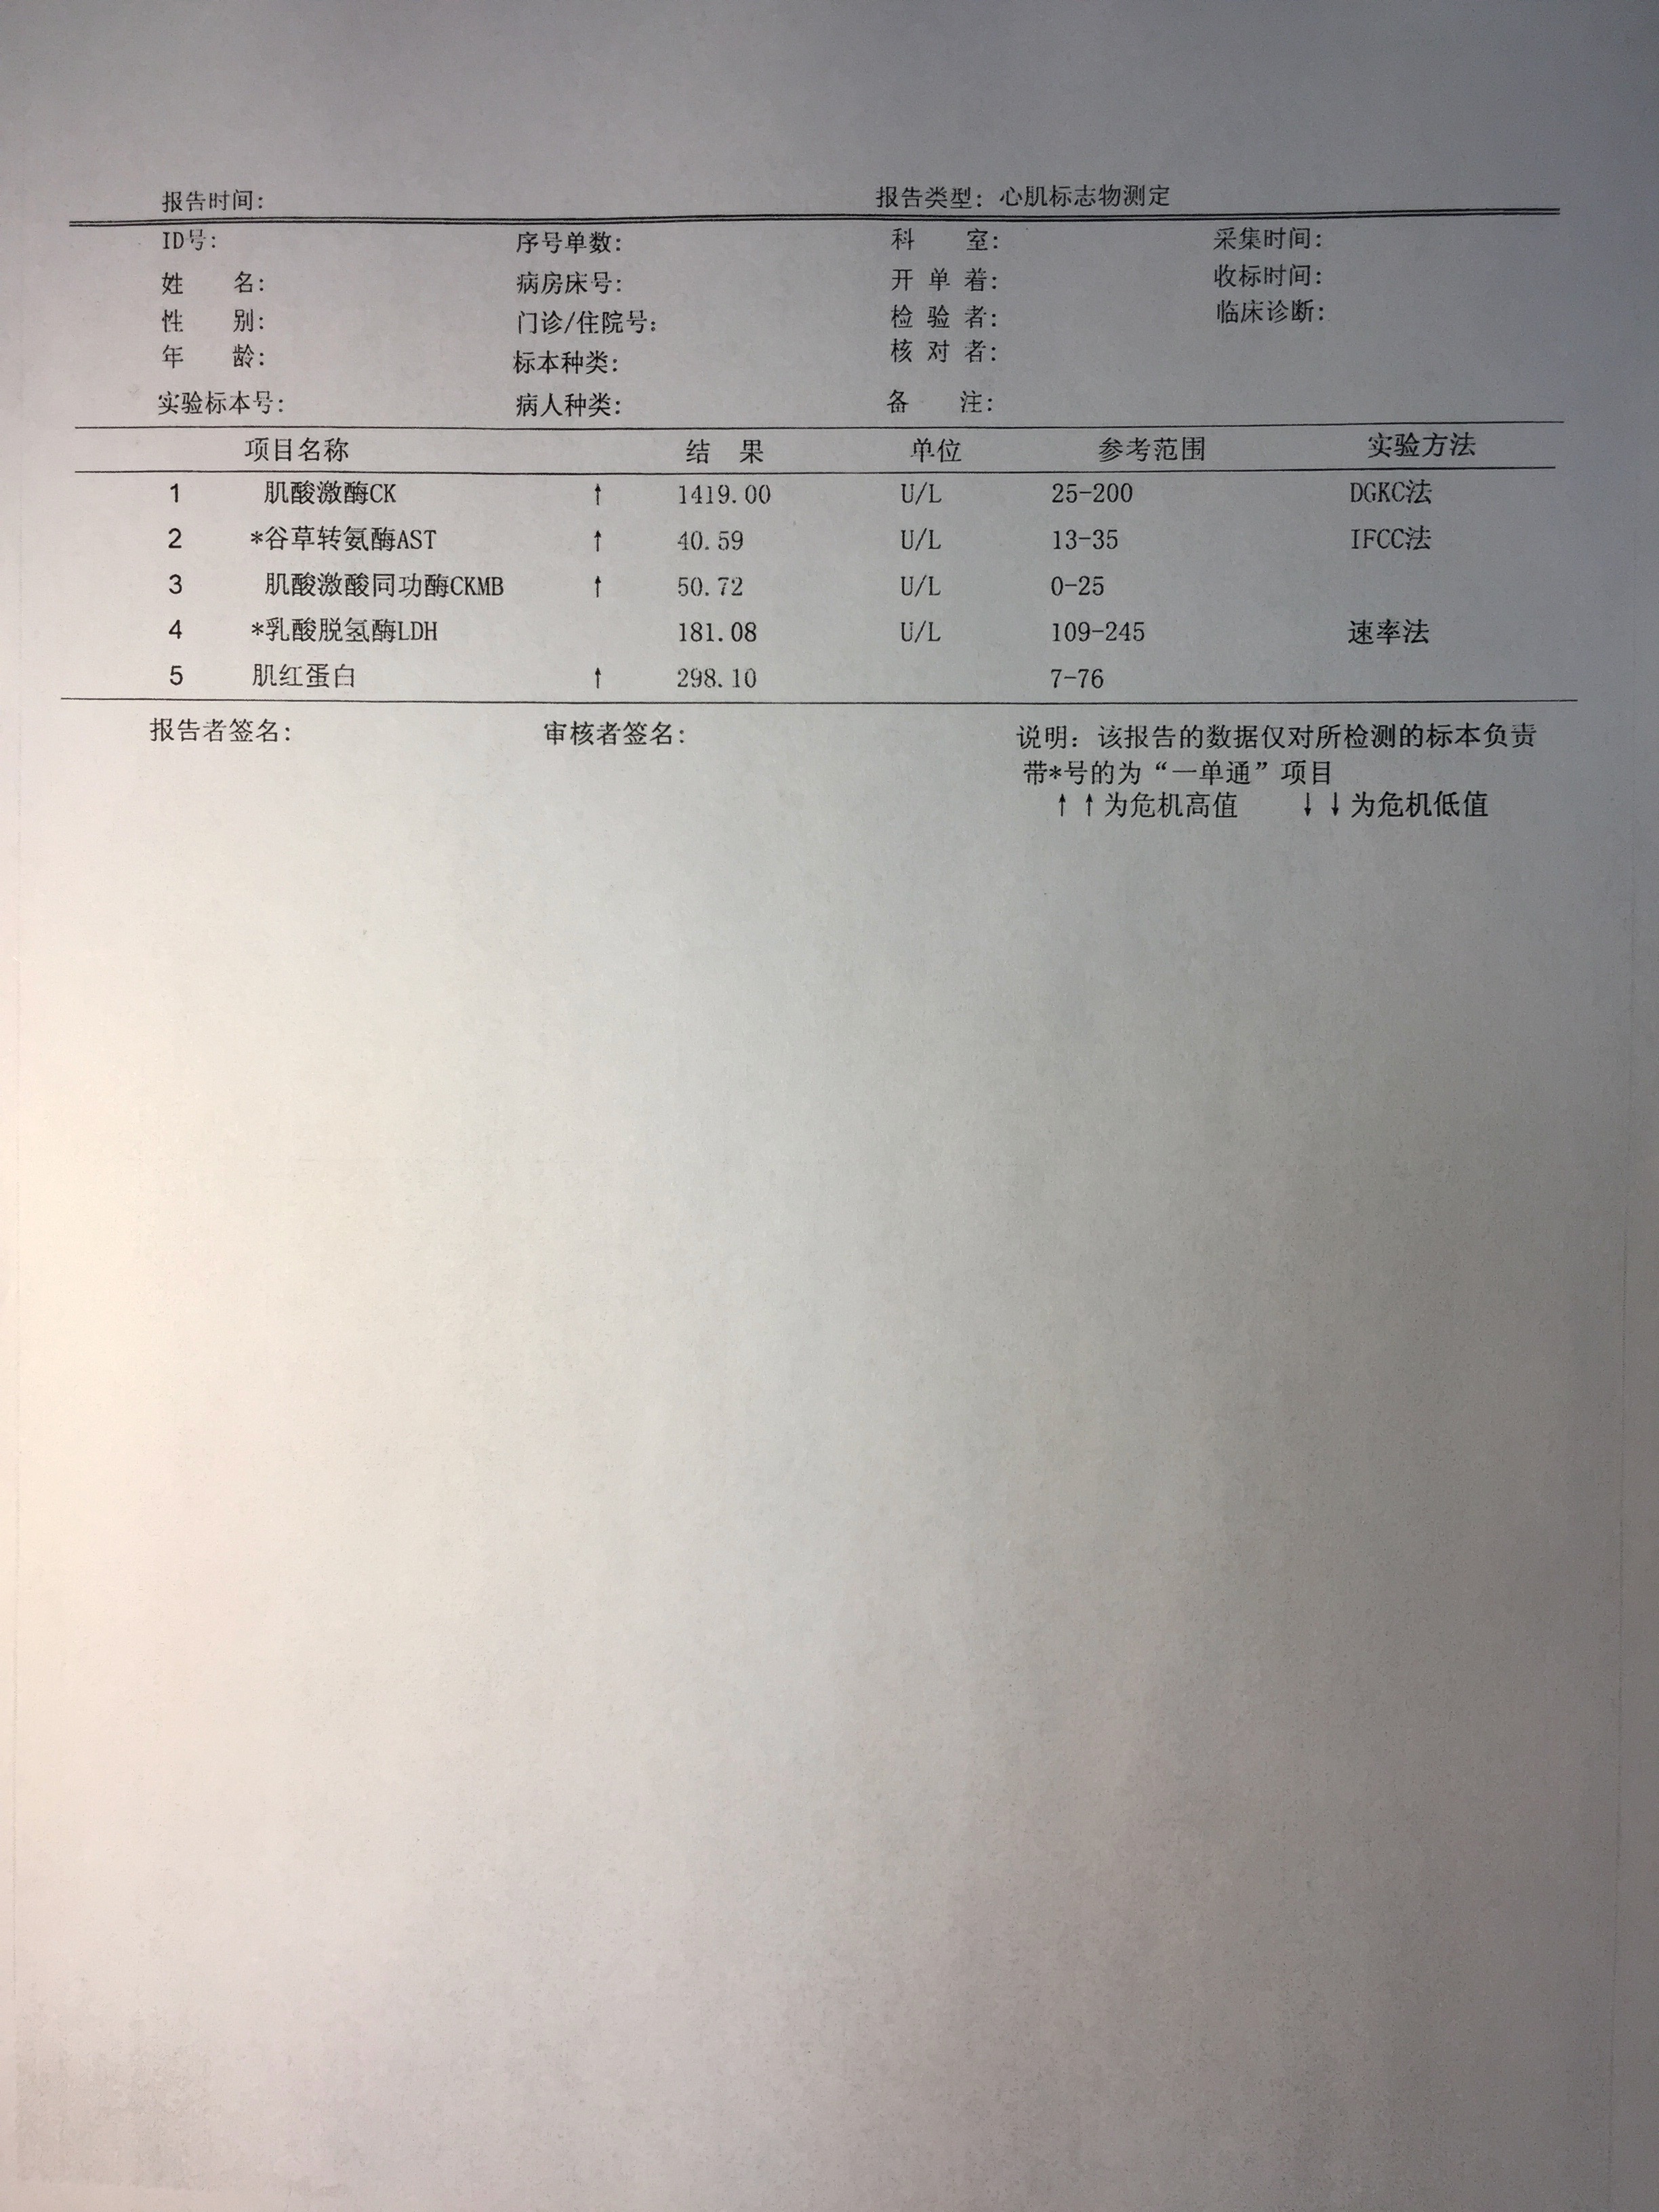 报告时间: 报告类型: 心肌标志物测定
ID号: 序号单数: 科 室: 采集时间:
姓 名: 病房床号: 开 单 着: 收标时间:
性 别: 门诊/住院号: 检 验 者: 临床诊断:
年 龄: 标本种类: 核 对 者:
实验标本号: 病人种类: 备 注:
项目名称 结 果 单位 参考范围 实验方法
1 肌酸激酶CK ↑ 1419.00 U/L 25-200 DGKC法
2 *谷草转氨酶AST ↑ 40.59 U/L 13-35 IFCC法
3 肌酸激酸同功酶CKMB ↑ 50.72 U/L 0-25
4 *乳酸脱氢酶LDH 181.08 U/L 109-245 速率法
5 肌红蛋白 ↑ 298.10 7-76
报告者签名: 审核者签名: 说明: 该报告的数据仅对所检测的标本负责
带*号的为“一单通”项目
↑↑为危机高值 ↓↓为危机低值